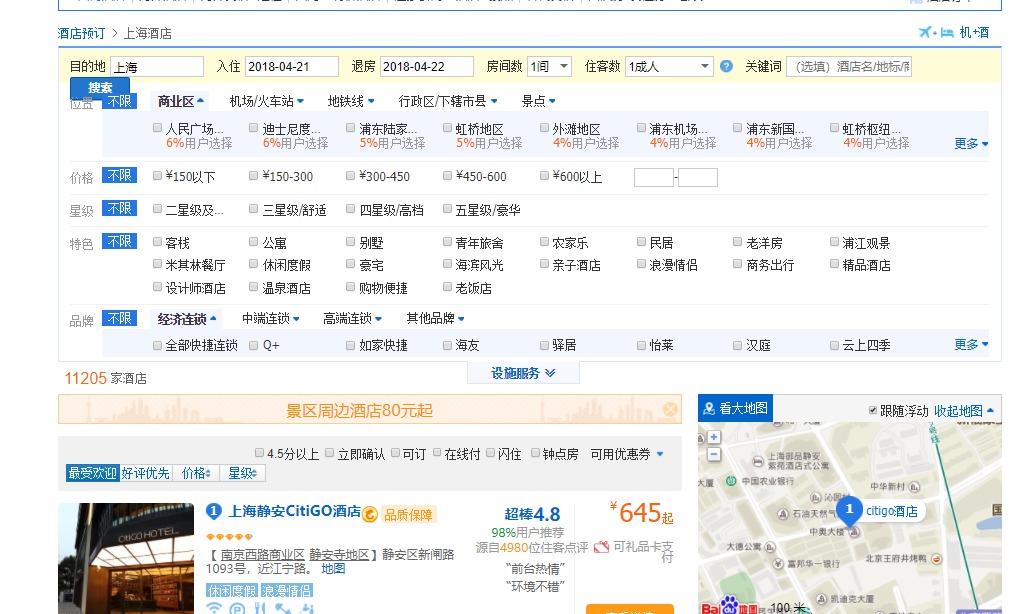 酒店预订 > 上海酒店
机+酒
目的地 上海 入住 2018-04-21 退房 2018-04-22 房间数 1间 住客数 1成人 ? 关键词 (选填) 酒店名/地标/商
搜索
位置 不限 商业区 机场/火车站 地铁线 行政区/下辖市县 景点
人民广场... 迪士尼度... 浦东陆家... 虹桥地区 外滩地区 浦东机场... 浦东新国... 虹桥枢纽...
6%用户选择 6%用户选择 5%用户选择 5%用户选择 4%用户选择 4%用户选择 4%用户选择 4%用户选择 更多
价格 不限 ¥150以下 ¥150-300 ¥300-450 ¥450-600 ¥600以上 -
星级 不限 二星级及... 三星级/舒适 四星级/高档 五星级/豪华
特色 不限 客栈 公寓 别墅 青年旅舍 农家乐 民居 老洋房 浦江观景
米其林餐厅 休闲度假 豪宅 海滨风光 亲子酒店 浪漫情侣 商务出行 精品酒店
设计师酒店 温泉酒店 购物便捷 老饭店
品牌 不限 经济连锁 中端连锁 高端连锁 其他品牌
全部快捷连锁 Q+ 如家快捷 海友 驿居 怡莱 汉庭 云上四季 更多
设施服务
11205 家酒店
景区周边酒店80元起
4.5分以上 立即确认 可订 在线付 闪住 钟点房 可用优惠券
最受欢迎 好评优先 价格 星级
1 上海静安CitiGO酒店 品质保障
【 南京西路商业区 静安寺地区 】静安区新闸路
1093号，近江宁路。 地图
休闲度假 浪漫情侣
CITIGO HOTEL
超棒4.8
98%用户推荐
源自4980位住客点评
“前台热情”
“环境不错”
¥645起
可礼品卡支
付
看大地图 跟随浮动 收起地图
上海御品静安
紫苑酒店式公寓
中国农业银行
大厦
中华新村
沁园
石油天然气
1 citigo酒店
中奥大楼
大德公寓
北京王府井烤鸭
富邦华一银行
国
凯迪克大厦
Bai 地图
100 米